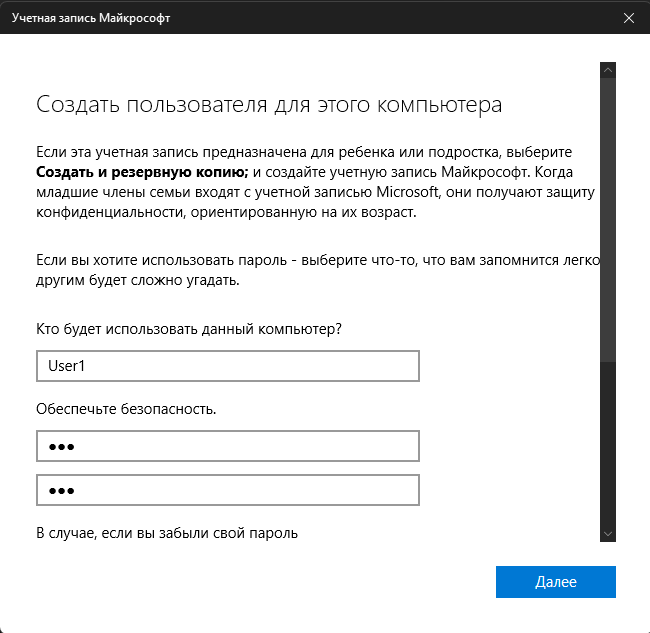 Учетная запись Майкрософт
Создать пользователя для этого компьютера
Если эта учетная запись предназначена для ребенка или подростка, выберите
Создать и резервную копию; и создайте учетную запись Майкрософт. Когда
младшие члены семьи входят с учетной записью Microsoft, они получают защиту
конфиденциальности, ориентированную на их возраст.
Если вы хотите использовать пароль - выберите что-то, что вам запомнится легко
другим будет сложно угадать.
Кто будет использовать данный компьютер?
User1
Обеспечьте безопасность.
●●●
●●●
В случае, если вы забыли свой пароль
Далее